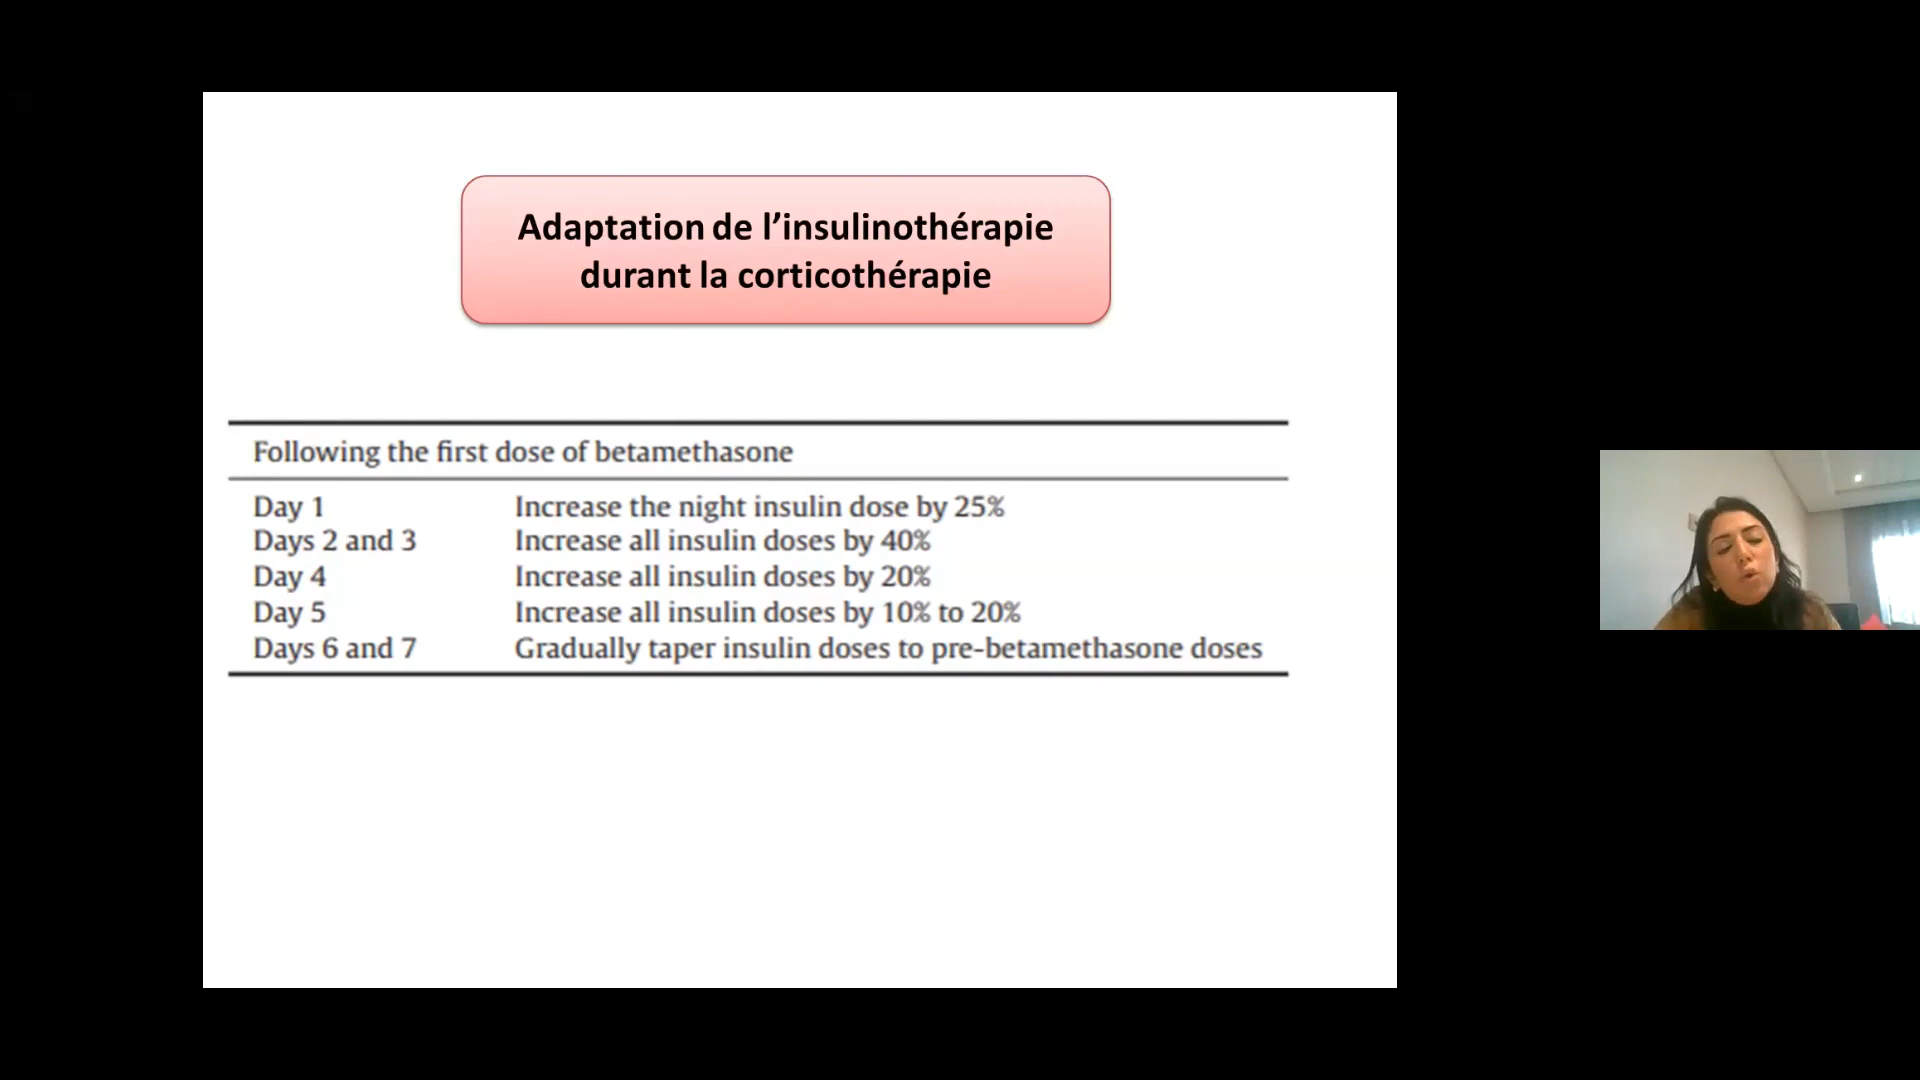 Adaptation de l’insulinothérapie
durant la corticothérapie
Following the first dose of betamethasone
Day 1 Increase the night insulin dose by 25%
Days 2 and 3 Increase all insulin doses by 40%
Day 4 Increase all insulin doses by 20%
Day 5 Increase all insulin doses by 10% to 20%
Days 6 and 7 Gradually taper insulin doses to pre-betamethasone doses